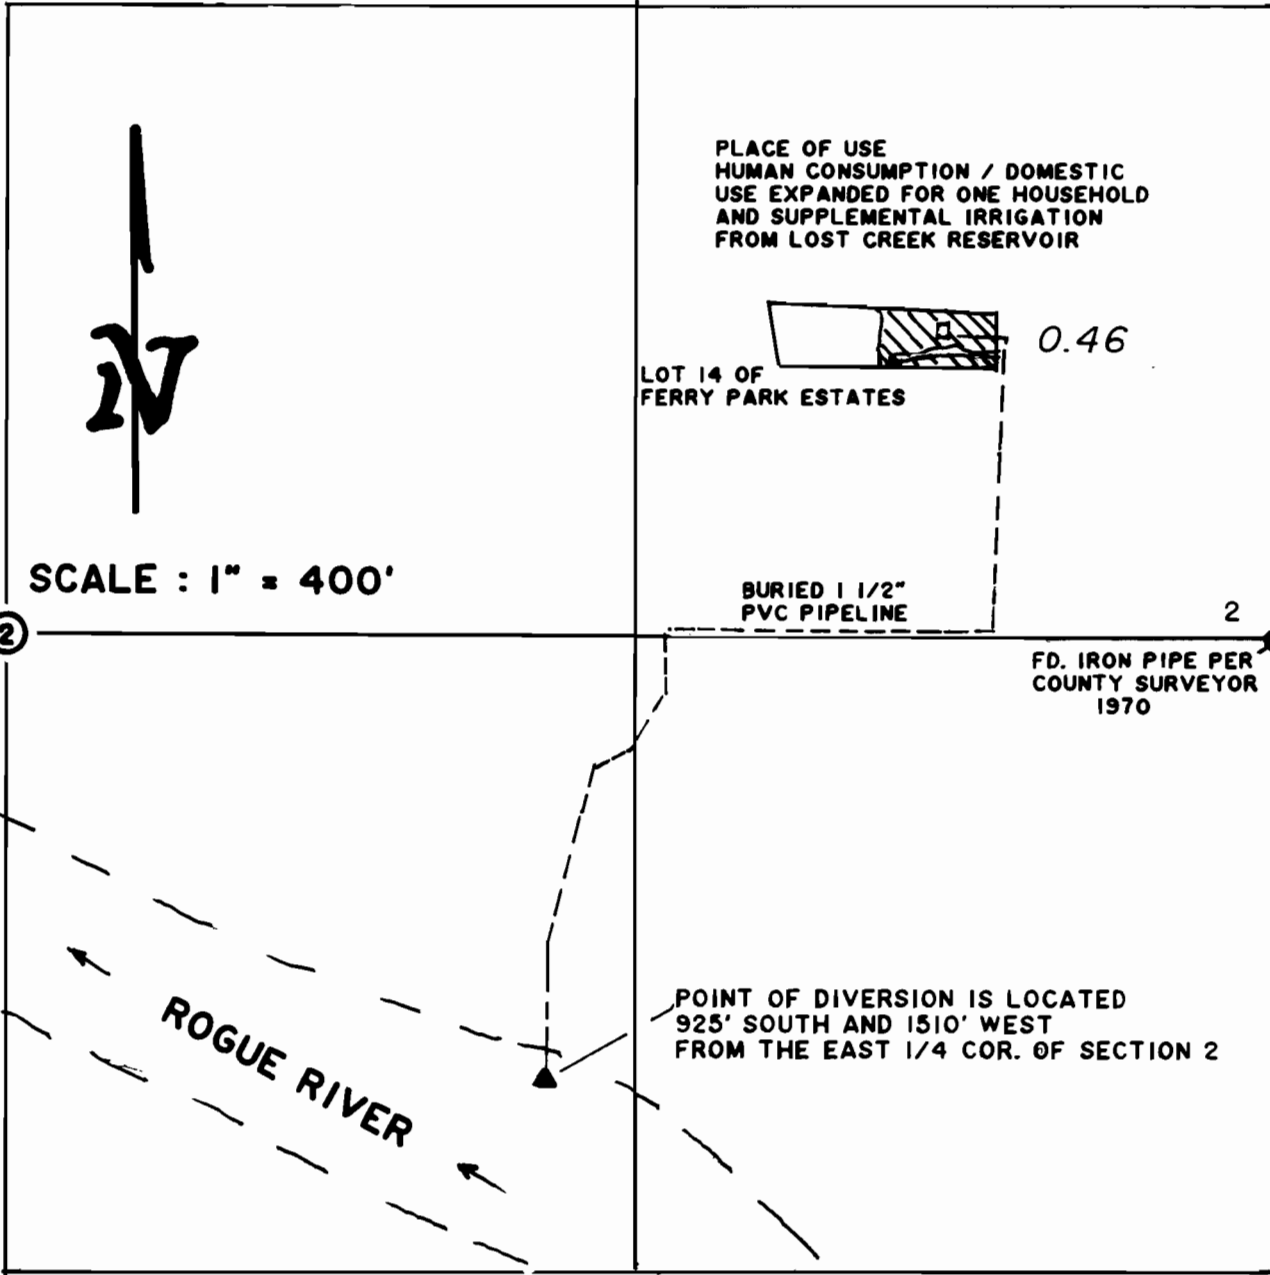 PLACE OF USE
HUMAN CONSUMPTION / DOMESTIC
USE EXPANDED FOR ONE HOUSEHOLD
AND SUPPLEMENTAL IRRIGATION
FROM LOST CREEK RESERVOIR
N
0.46
LOT 14 OF
FERRY PARK ESTATES
SCALE : 1" = 400'
BURIED 1 1/2"
PVC PIPELINE
2
2
FD. IRON PIPE PER
COUNTY SURVEYOR
1970
POINT OF DIVERSION IS LOCATED
925' SOUTH AND 1510' WEST
FROM THE EAST 1/4 COR. OF SECTION 2
ROGUE RIVER